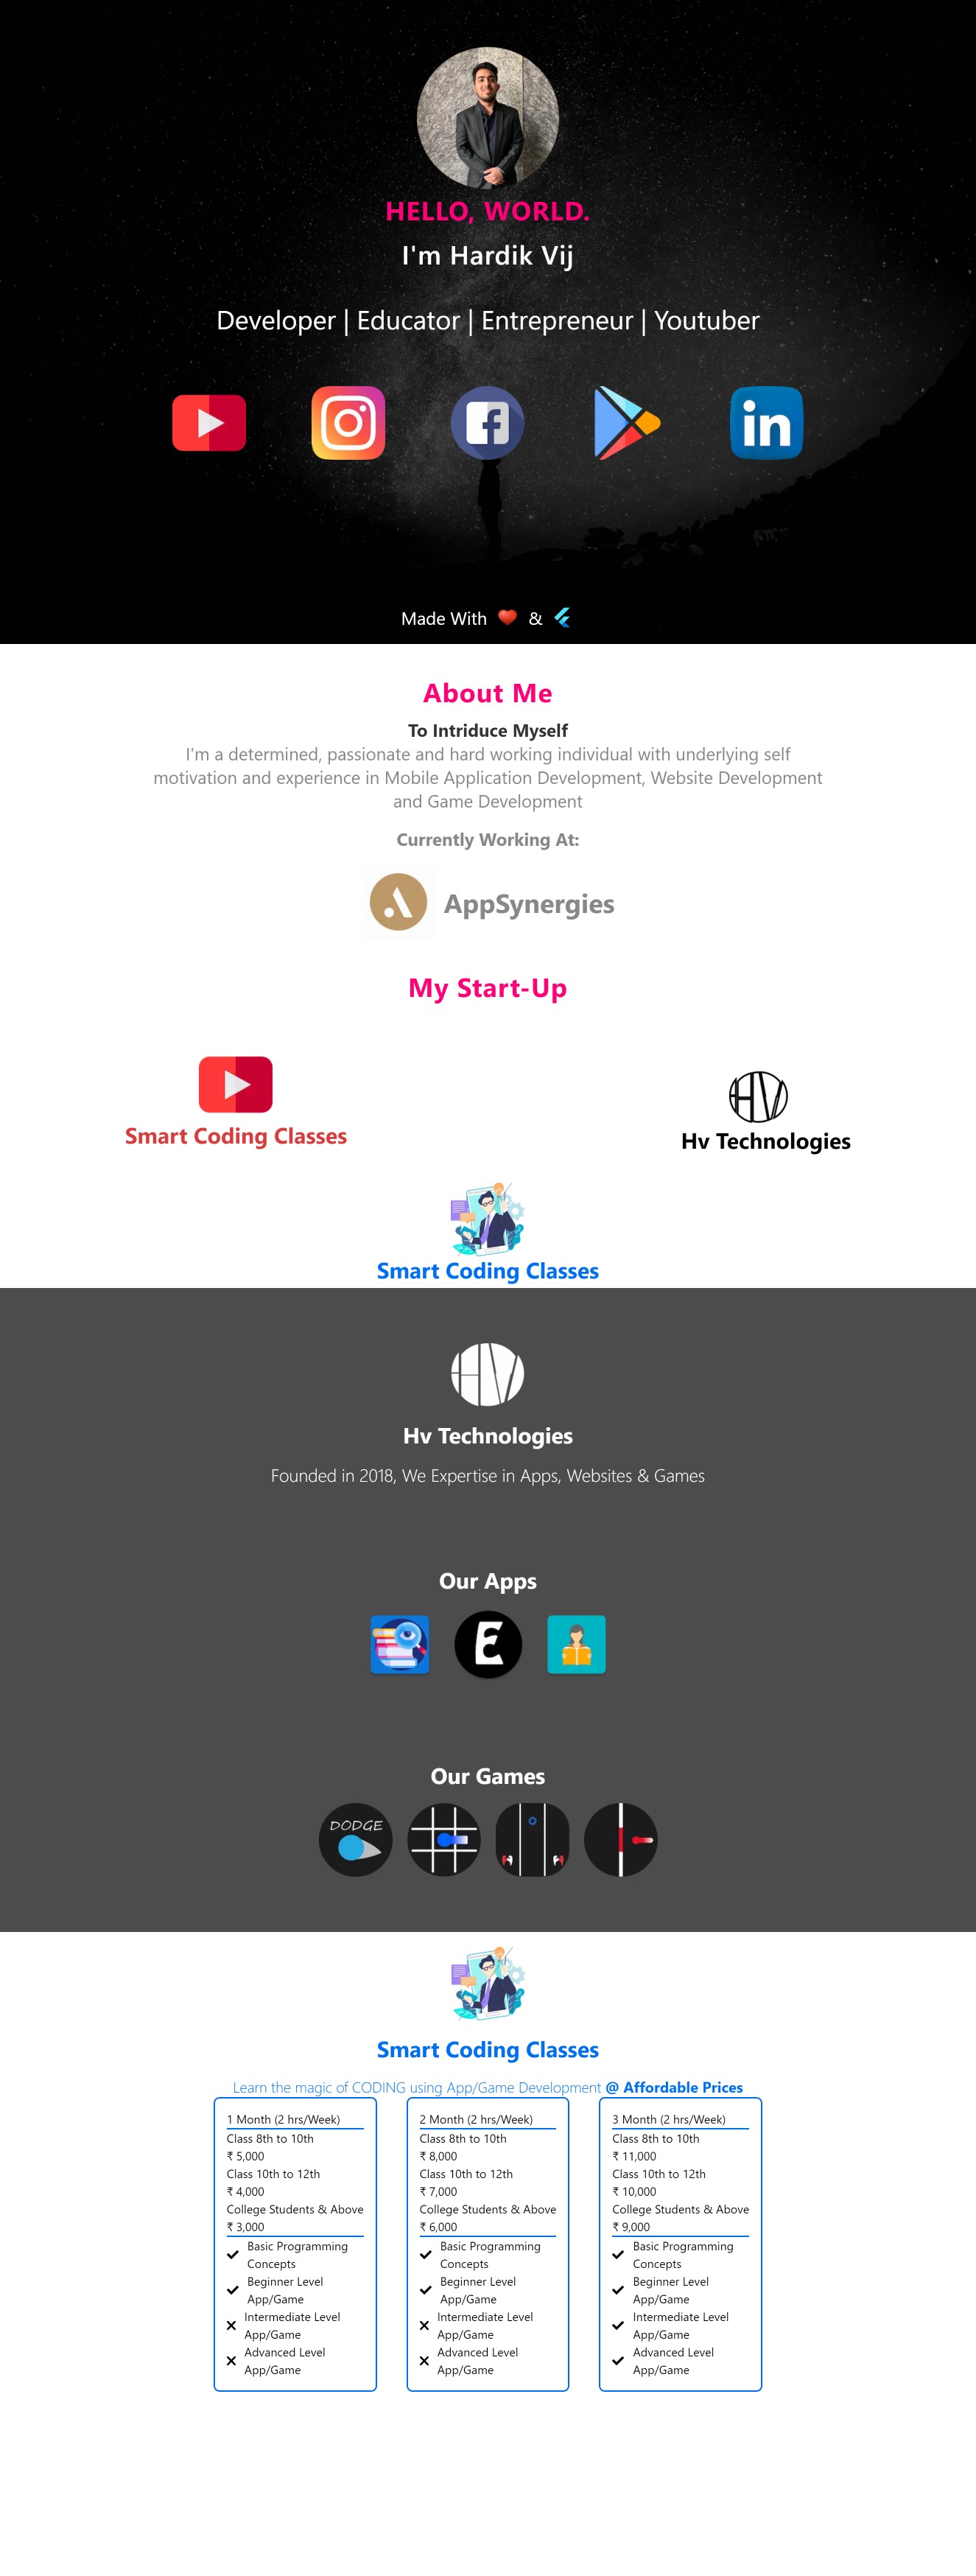 HELLO, WORLD.
I'm Hardik Vij
Developer | Educator | Entrepreneur | Youtuber
in
Made With ❤ &
About Me
To Intriduce Myself
I'm a determined, passionate and hard working individual with underlying self
motivation and experience in Mobile Application Development, Website Development
and Game Development
Currently Working At:
AppSynergies
My Start-Up
Smart Coding Classes
HV
Hv Technologies
Smart Coding Classes
HV
Hv Technologies
Founded in 2018, We Expertise in Apps, Websites & Games
Our Apps
E
Our Games
DODGE
Smart Coding Classes
Learn the magic of CODING using App/Game Development @ Affordable Prices
1 Month (2 hrs/Week)
Class 8th to 10th
₹ 5,000
Class 10th to 12th
₹ 4,000
College Students & Above
₹ 3,000
Basic Programming
Concepts
Beginner Level
App/Game
Intermediate Level
App/Game
Advanced Level
App/Game
2 Month (2 hrs/Week)
Class 8th to 10th
₹ 8,000
Class 10th to 12th
₹ 7,000
College Students & Above
₹ 6,000
Basic Programming
Concepts
Beginner Level
App/Game
Intermediate Level
App/Game
Advanced Level
App/Game
3 Month (2 hrs/Week)
Class 8th to 10th
₹ 11,000
Class 10th to 12th
₹ 10,000
College Students & Above
₹ 9,000
Basic Programming
Concepts
Beginner Level
App/Game
Intermediate Level
App/Game
Advanced Level
App/Game